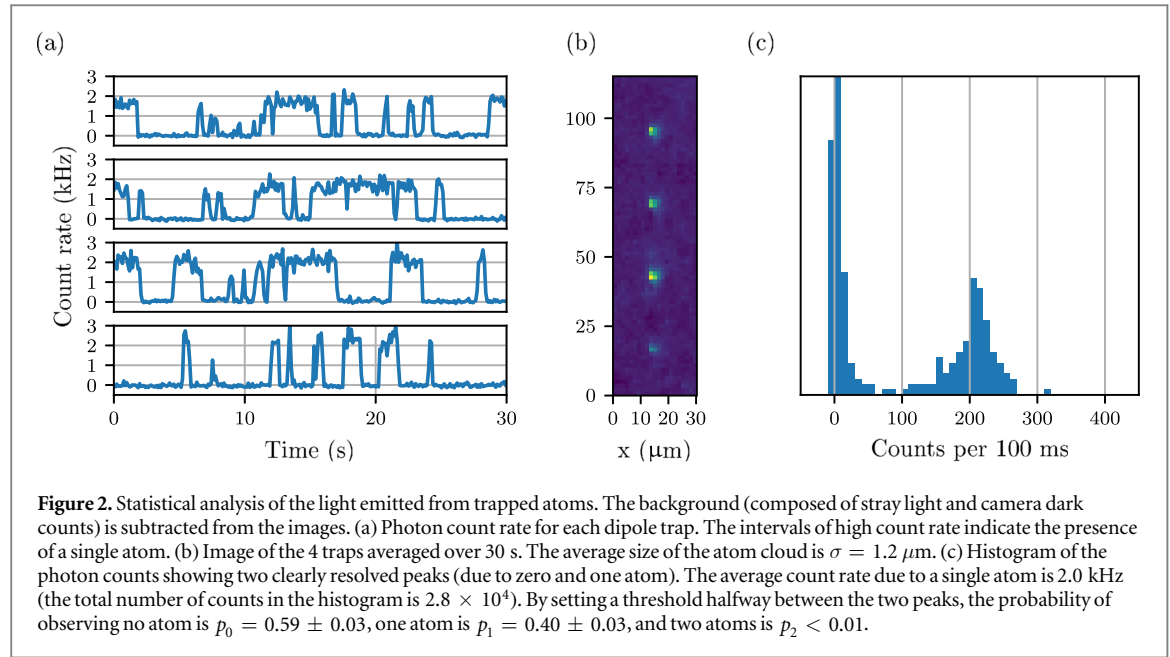 (a)
(b)
(c)
Count rate (kHz)
3
2
1
0
3
2
1
0
3
2
1
0
3
2
1
0
0 10 20 30
Time (s)
100
75
50
25
0
0 10 20 30
x (μm)
0 100 200 300 400
Counts per 100 ms
Figure 2. Statistical analysis of the light emitted from trapped atoms. The background (composed of stray light and camera dark
counts) is subtracted from the images. (a) Photon count rate for each dipole trap. The intervals of high count rate indicate the presence
of a single atom. (b) Image of the 4 traps averaged over 30 s. The average size of the atom cloud is σ = 1.2 μm. (c) Histogram of the
photon counts showing two clearly resolved peaks (due to zero and one atom). The average count rate due to a single atom is 2.0 kHz
(the total number of counts in the histogram is 2.8 × 10⁴). By setting a threshold halfway between the two peaks, the probability of
observing no atom is p₀ = 0.59 ± 0.03, one atom is p₁ = 0.40 ± 0.03, and two atoms is p₂ < 0.01.